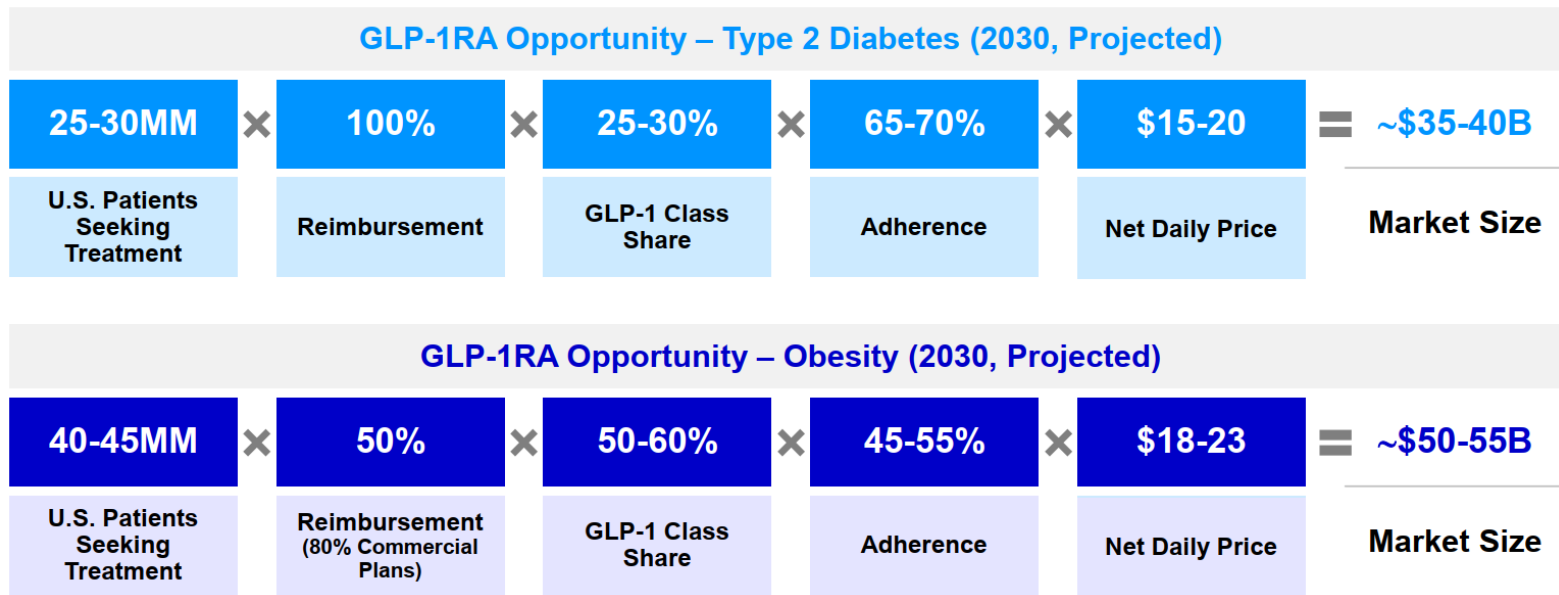 GLP-1RA Opportunity – Type 2 Diabetes (2030, Projected)
25-30MM × 100% × 25-30% × 65-70% × $15-20 = ~$35-40B
U.S. Patients
Seeking
Treatment
Reimbursement
GLP-1 Class
Share
Adherence
Net Daily Price
Market Size
GLP-1RA Opportunity – Obesity (2030, Projected)
40-45MM × 50% × 50-60% × 45-55% × $18-23 = ~$50-55B
U.S. Patients
Seeking
Treatment
Reimbursement
(80% Commercial
Plans)
GLP-1 Class
Share
Adherence
Net Daily Price
Market Size